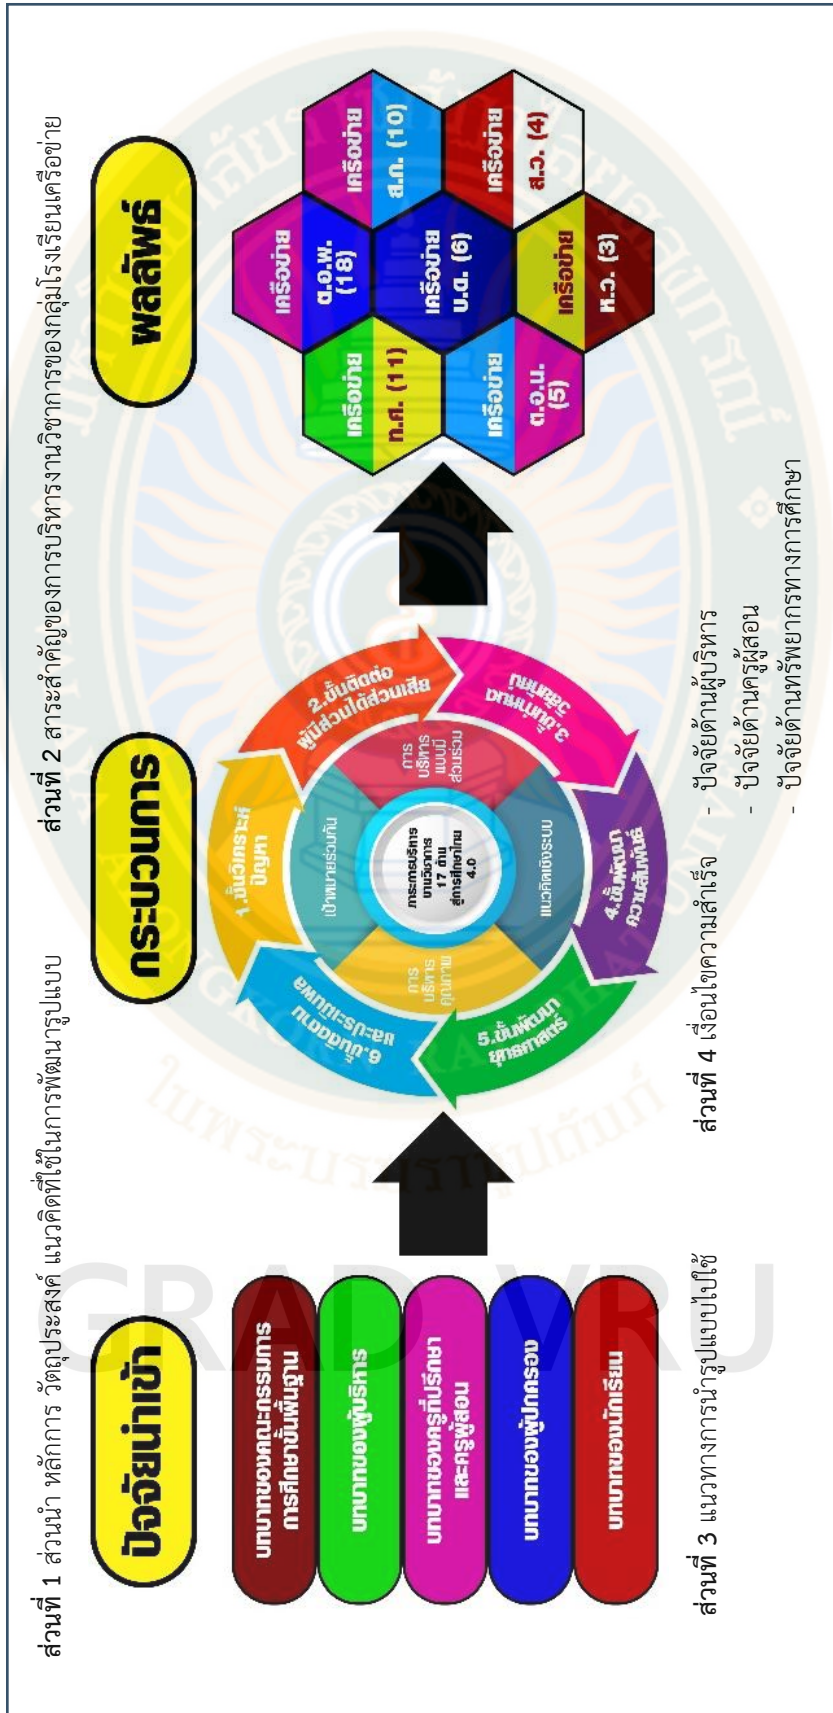 ส่วนที่ 1 ส่วนนำ หลักการ วัตถุประสงค์ แนวคิดที่ใช้ในการพัฒนารูปแบบ
ส่วนที่ 2 สาระสำคัญของการบริหารงานวิชาการของกลุ่มโรงเรียนเครือข่าย
ปัจจัยนำเข้า
บทบาทของคณะกรรมการ
การศึกษาขั้นพื้นฐาน
บทบาทของผู้บริหาร
บทบาทของครูที่ปรึกษา
และครูผู้สอน
บทบาทของผู้ปกครอง
บทบาทของนักเรียน
กระบวนการ
1.ขั้นวิเคราะห์
ปัญหา
2.ขั้นติดต่อ
ผู้มีส่วนได้ส่วนเสีย
3.ขั้นกำหนด
วิสัยทัศน์
4.ขั้นพัฒนา
ความสัมพันธ์
5.ขั้นพัฒนา
ยุทธศาสตร์
6.ขั้นติดตาม
และประเมินผล
เป้าหมายร่วมกัน
การ
บริหาร
แบบมี
ส่วนร่วม
แนวคิดเชิงระบบ
การ
บริหาร
คุณภาพ
ภาระการบริหาร
งานวิชาการ
17 ด้าน
สู่การศึกษาไทย
4.0
ผลลัพธ์
เครือข่าย
ต.อ.พ.
(18)
เครือข่าย
ท.ศ. (11)
เครือข่าย
ส.ก. (10)
เครือข่าย
บ.ด. (6)
เครือข่าย
ต.อ.น.
(5)
เครือข่าย
ส.ว. (4)
เครือข่าย
ห.ว. (3)
ส่วนที่ 3 แนวทางการนำรูปแบบไปใช้
ส่วนที่ 4 เงื่อนไขความสำเร็จ - ปัจจัยด้านผู้บริหาร
- ปัจจัยด้านครูผู้สอน
- ปัจจัยด้านทรัพยากรทางการศึกษา
GRAD VRU
ในพระบรมราชูปถัมภ์